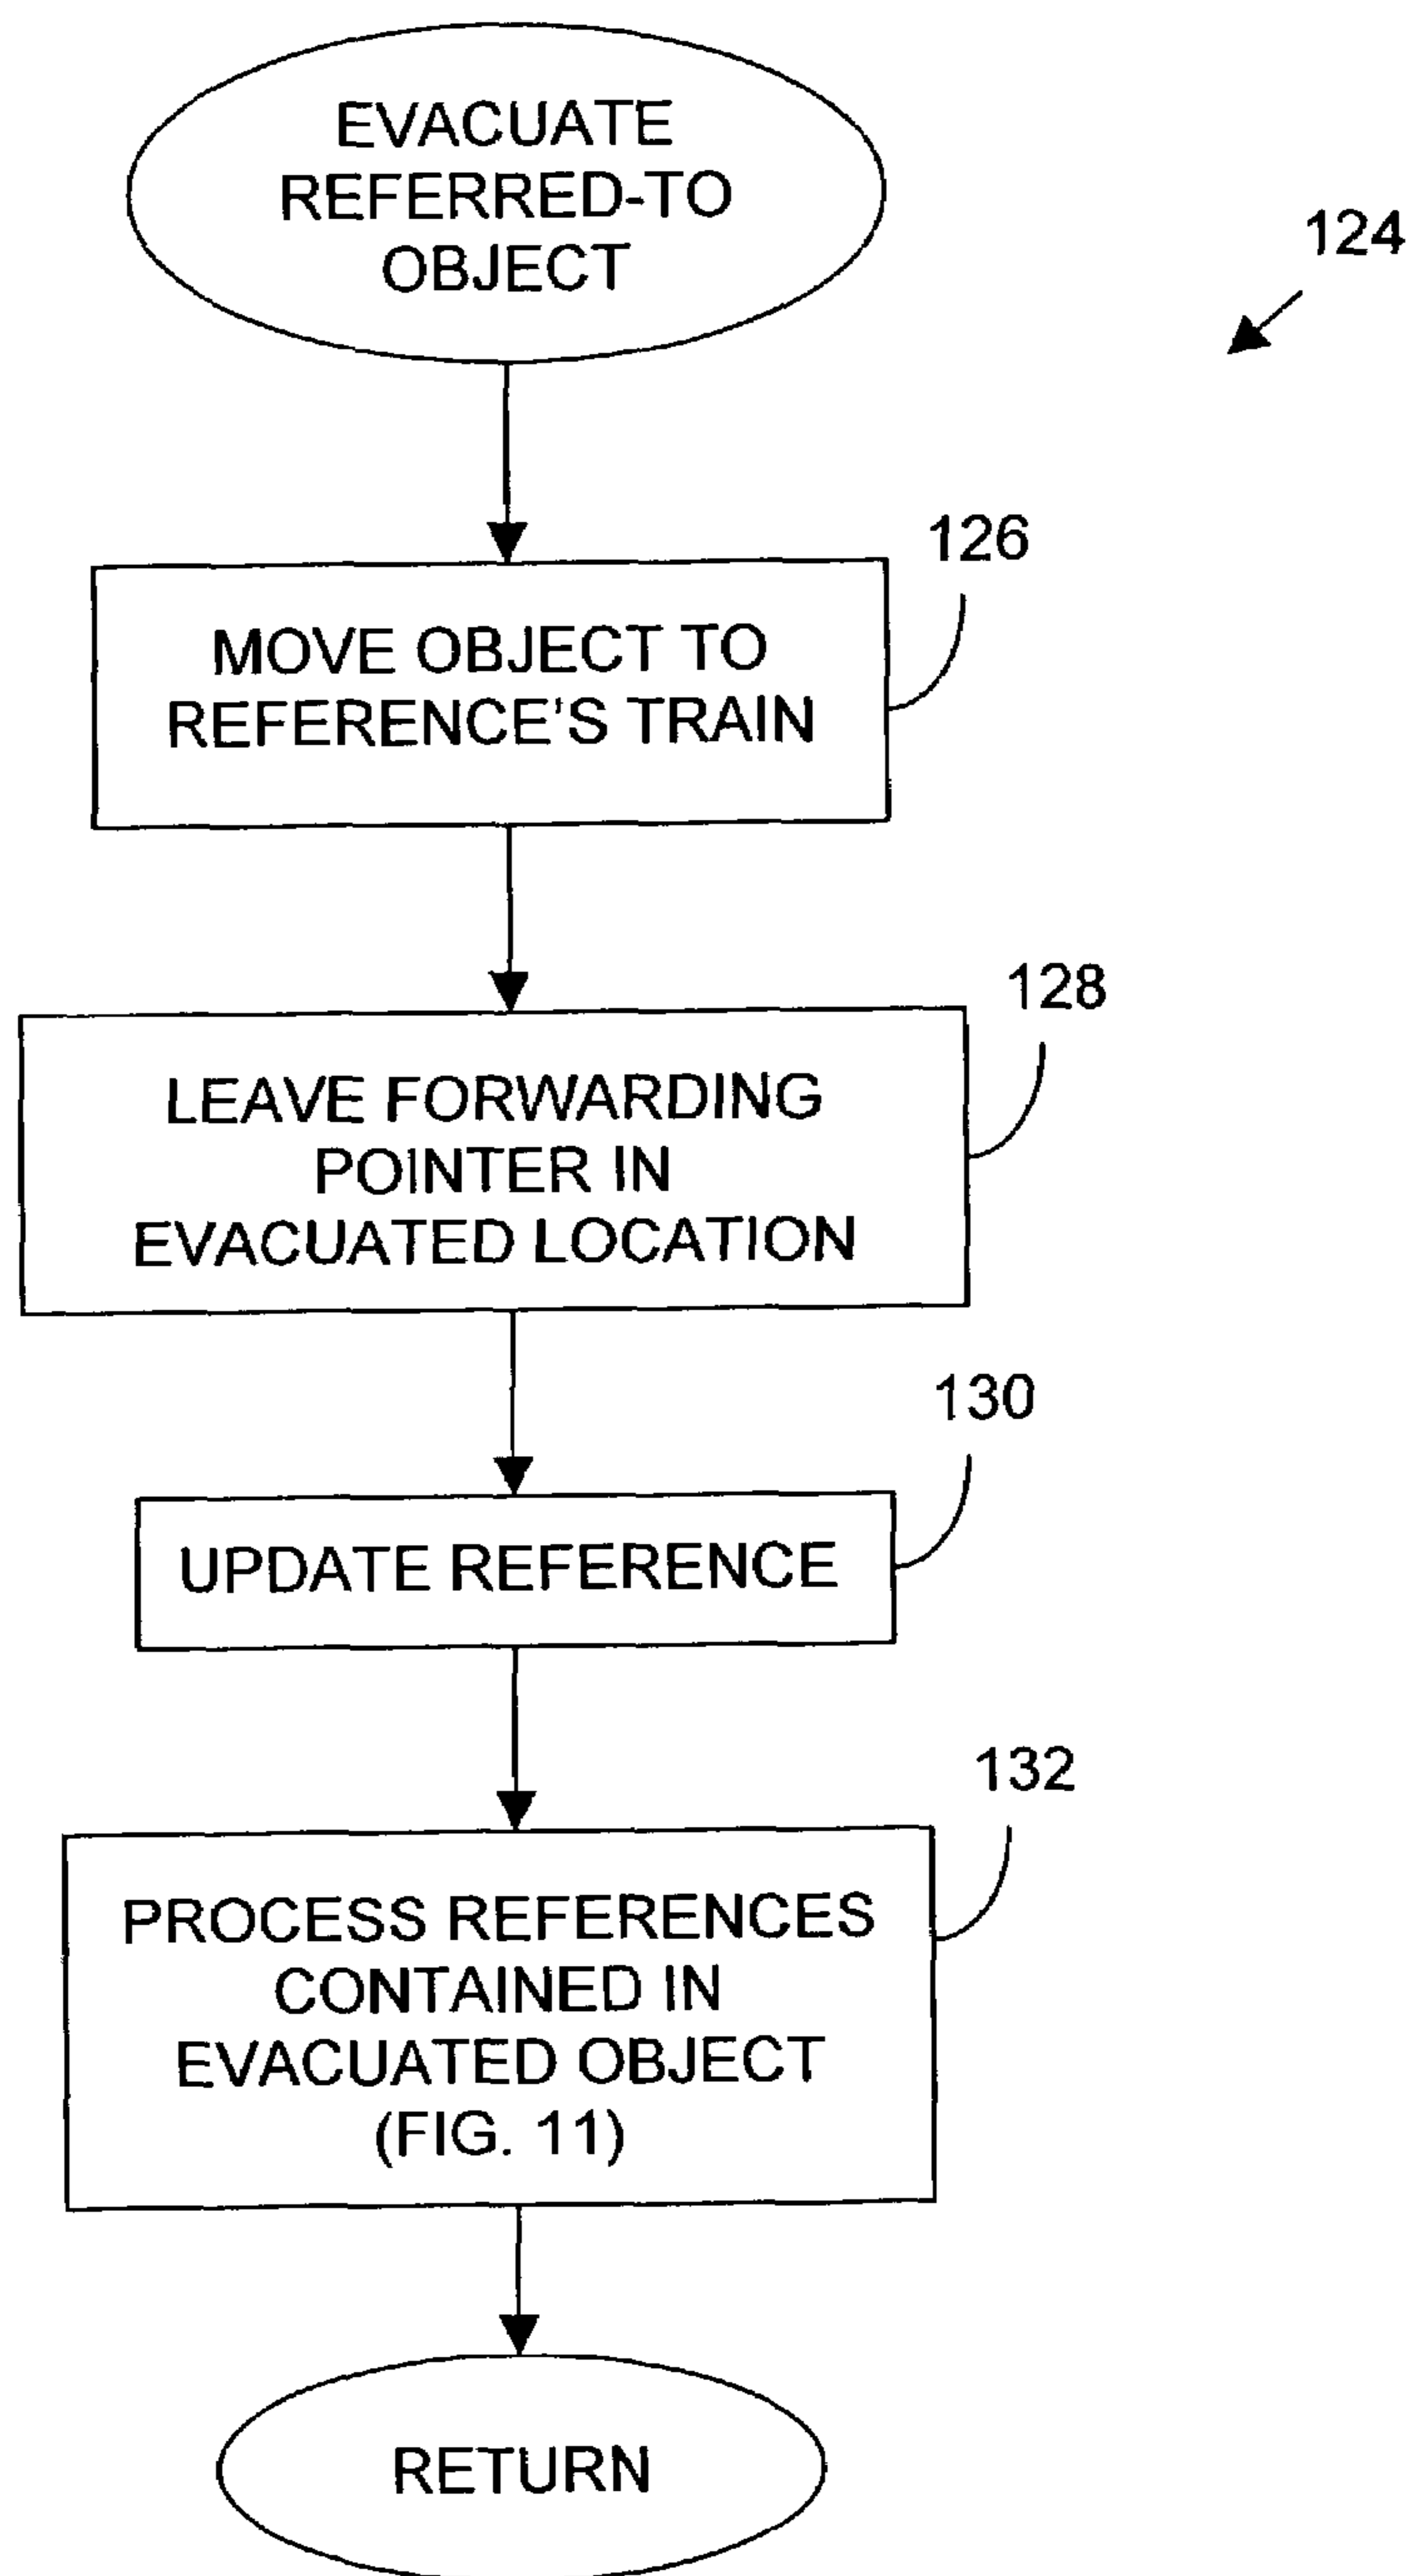 EVACUATE
REFERRED-TO
OBJECT
124
126
MOVE OBJECT TO
REFERENCE'S TRAIN
128
LEAVE FORWARDING
POINTER IN
EVACUATED LOCATION
130
UPDATE REFERENCE
132
PROCESS REFERENCES
CONTAINED IN
EVACUATED OBJECT
(FIG. 11)
RETURN